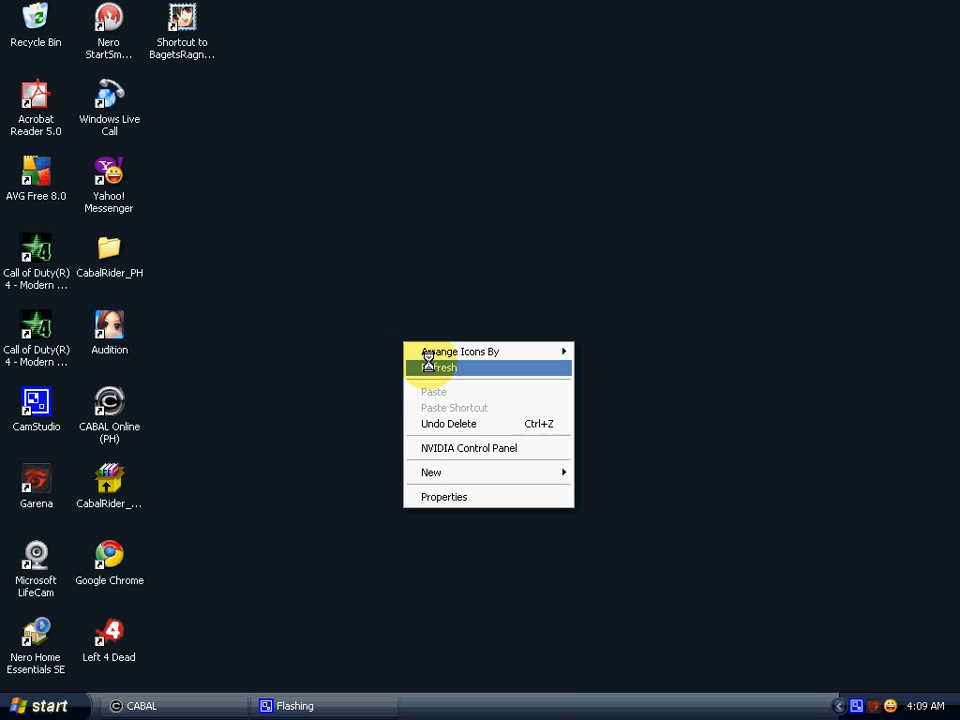 Recycle Bin
Nero
StartSm...
Shortcut to
BagetsRagn...
Acrobat
Reader 5.0
Windows Live
Call
AVG Free 8.0
Yahoo!
Messenger
Call of Duty(R)
4 - Modern ...
CabalRider_PH
Call of Duty(R)
4 - Modern ...
Audition
CamStudio
CABAL Online
(PH)
Garena
CabalRider_...
Microsoft
LifeCam
Google Chrome
Nero Home
Essentials SE
Left 4 Dead
Arrange Icons By
Refresh
Paste
Paste Shortcut
Undo Delete Ctrl+Z
NVIDIA Control Panel
New
Properties
start
CABAL
Flashing
4:09 AM